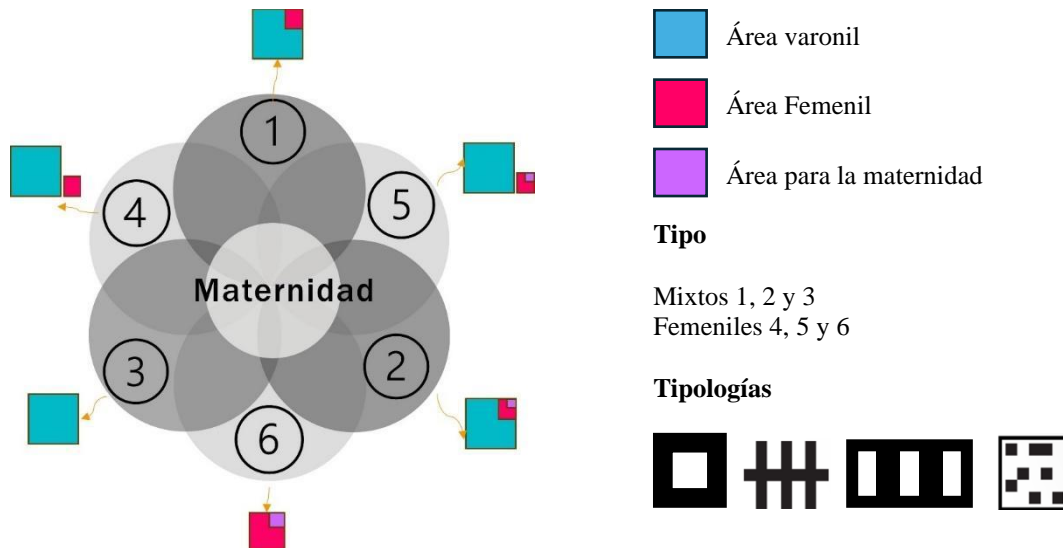 1
5
4
Maternidad
3
2
6
Área varonil
Área Femenil
Área para la maternidad
Tipo
Mixtos 1, 2 y 3
Femeniles 4, 5 y 6
Tipologías